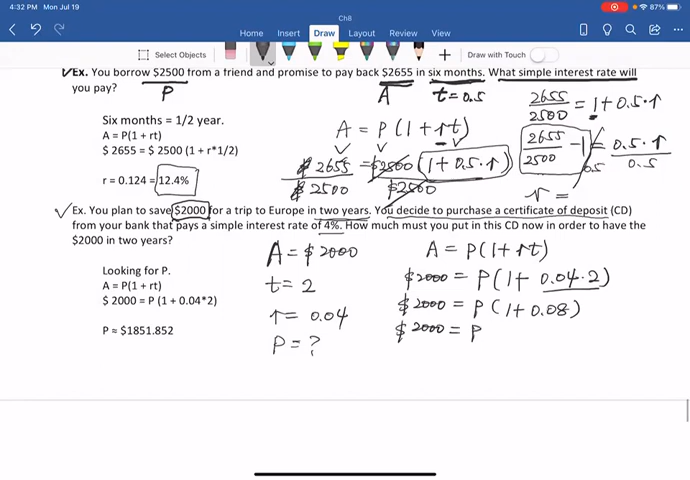 4:32 PM Mon Jul 19
Ch8
87%
Home Insert Draw Layout Review View
Select Objects
Draw with Touch
Ex. You borrow $2500 from a friend and promise to pay back $2655 in six months. What simple interest rate will
you pay?
P
A
t=0.5
Six months = 1/2 year.
A = P(1 + rt)
$ 2655 = $ 2500 (1 + r*1/2)
r = 0.124 = 12.4%
A = P(1+rt)
$2655 = $2500 (1+0.5·r)
$2500 $2500
2655/2500 = 1+0.5·r
2655/2500 - 1 = 0.5·r
0.5 0.5
r =
Ex. You plan to save $2000 for a trip to Europe in two years. You decide to purchase a certificate of deposit (CD)
from your bank that pays a simple interest rate of 4%. How much must you put in this CD now in order to have the
$2000 in two years?
Looking for P.
A = P(1 + rt)
$ 2000 = P (1 + 0.04*2)
P ≈ $1851.852
A = $2000
t = 2
r = 0.04
P = ?
A = P(1+rt)
$2000 = P(1+0.04·2)
$2000 = P(1+0.08)
$2000 = P